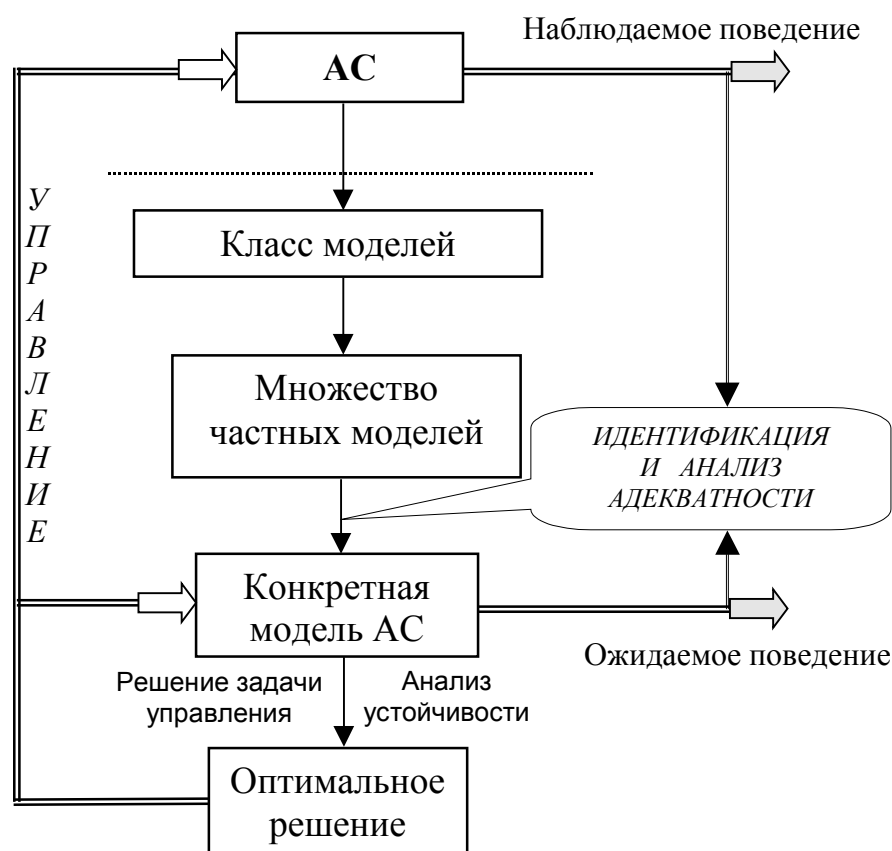 Наблюдаемое поведение
АС
УПРАВЛЕНИЕ
Класс моделей
Множество
частных моделей
ИДЕНТИФИКАЦИЯ
И АНАЛИЗ
АДЕКВАТНОСТИ
Конкретная
модель АС
Ожидаемое поведение
Решение задачи
управления
Анализ
устойчивости
Оптимальное
решение